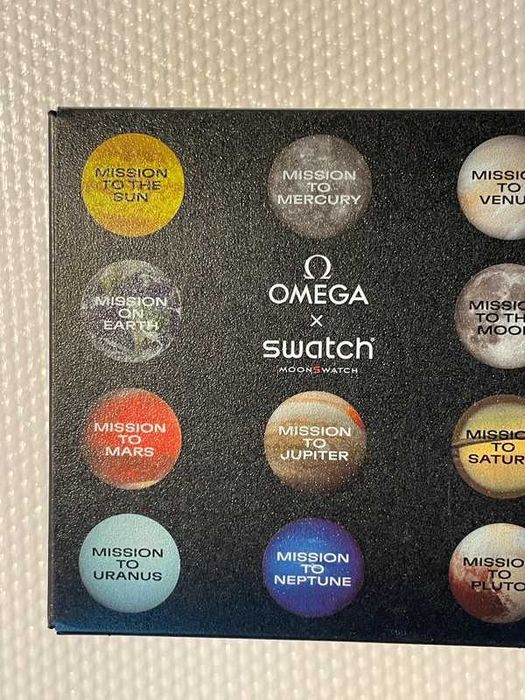 MISSION
TO THE
SUN
MISSION
TO
MERCURY
MISSIO
TO
VENU
MISSION
ON
EARTH
Ω
OMEGA
×
swatch
MOONSWATCH
MISSIO
TO TH
MOO
MISSION
TO
MARS
MISSION
TO
JUPITER
MISSIO
TO
SATUR
MISSION
TO
URANUS
MISSION
TO
NEPTUNE
MISSIO
TO
PLUTO